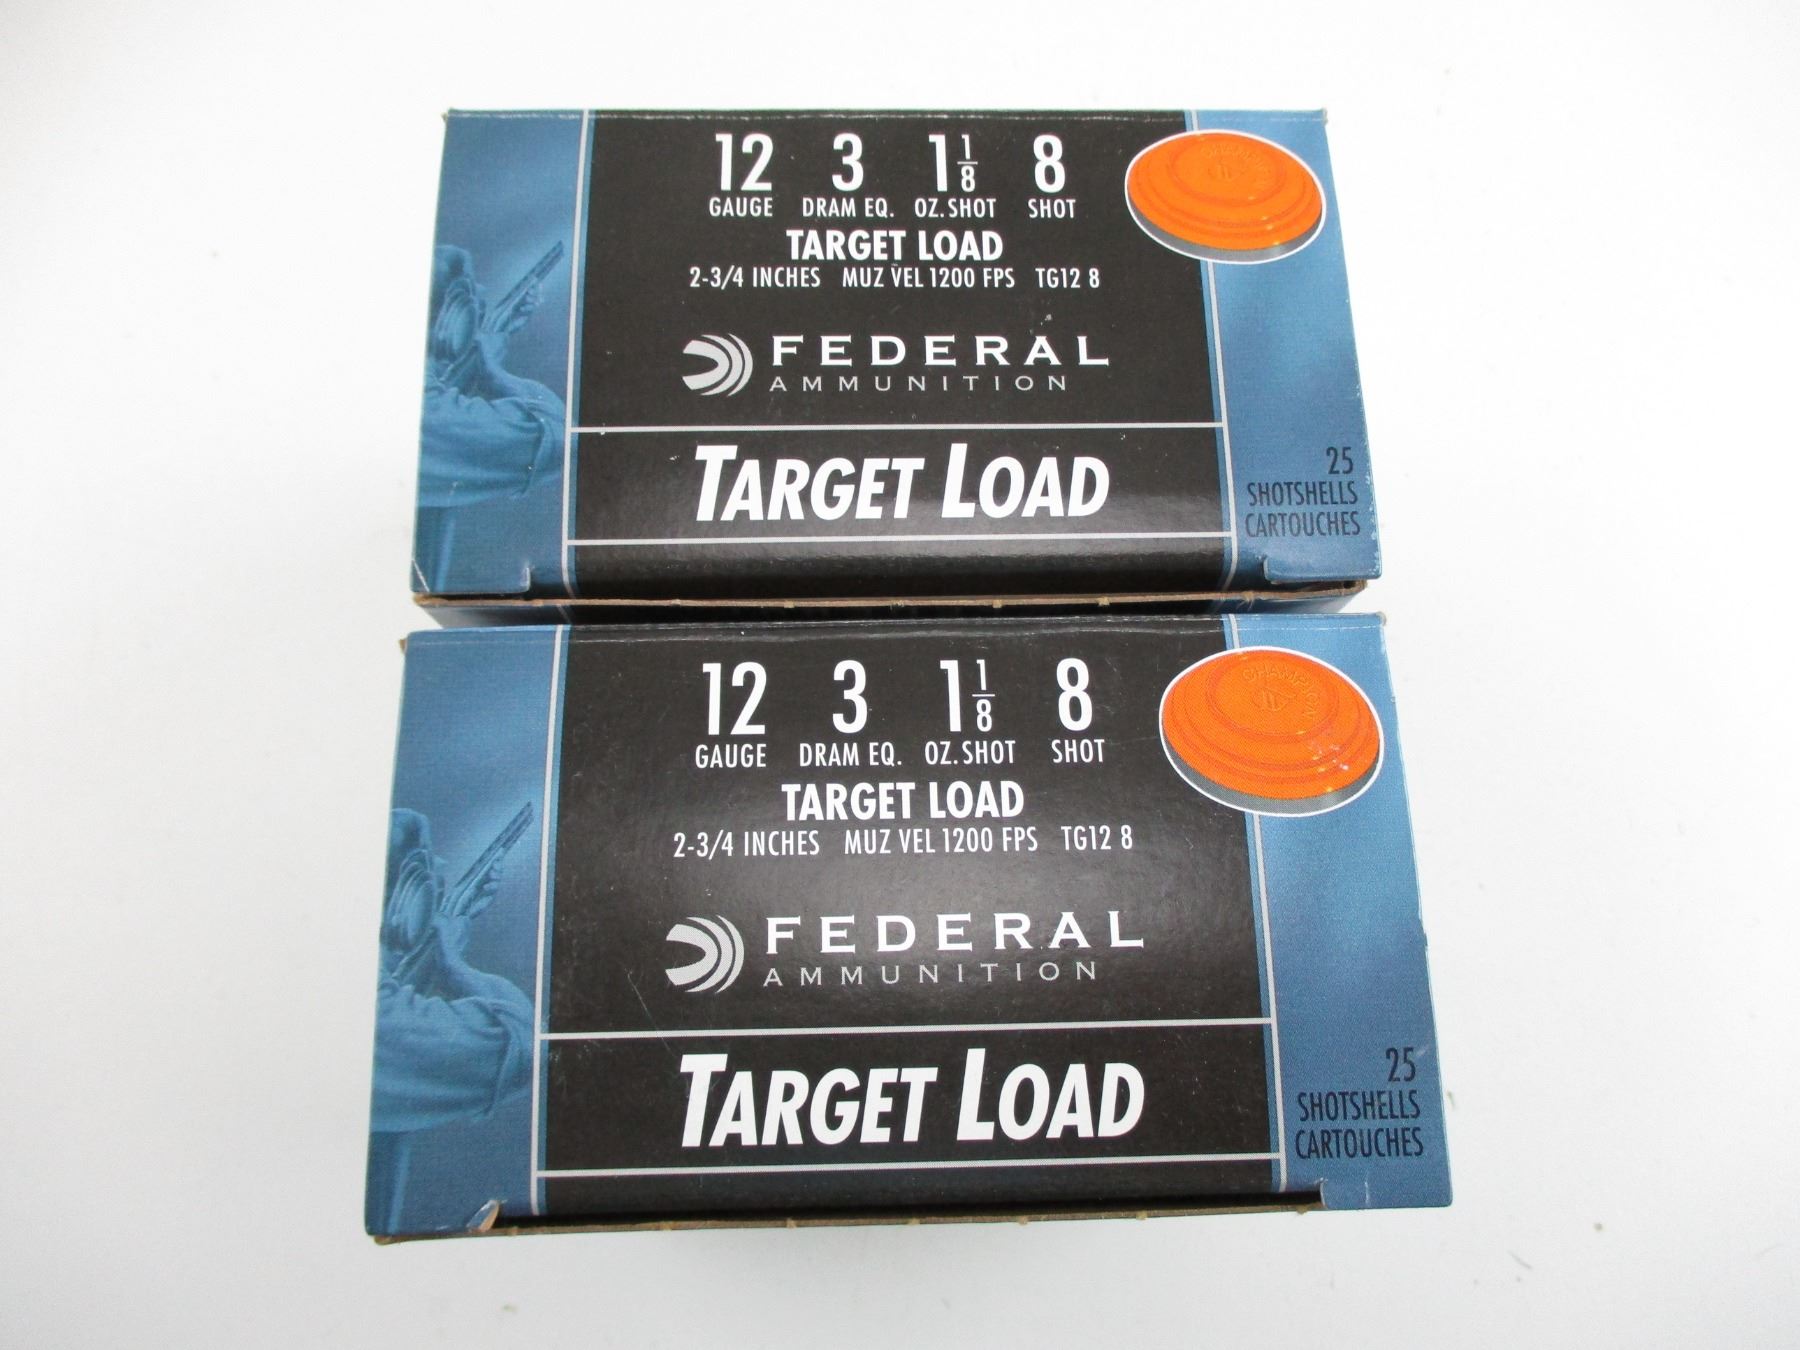 12 3 1 1/8 8
GAUGE DRAM EQ. OZ. SHOT SHOT
TARGET LOAD
2-3/4 INCHES MUZ VEL 1200 FPS TG12 8
FEDERAL
AMMUNITION
TARGET LOAD
25
SHOTSHELLS
CARTOUCHES
12 3 1 1/8 8
GAUGE DRAM EQ. OZ. SHOT SHOT
CHAMPION
TARGET LOAD
2-3/4 INCHES MUZ VEL 1200 FPS TG12 8
FEDERAL
AMMUNITION
TARGET LOAD
25
SHOTSHELLS
CARTOUCHES